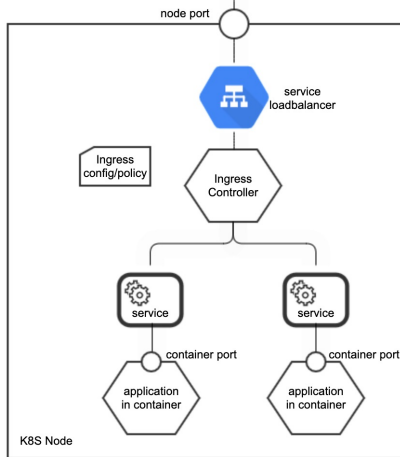 node port
service
loadbalancer
Ingress
config/policy
Ingress
Controller
service
service
container port
container port
application
in container
application
in container
K8S Node